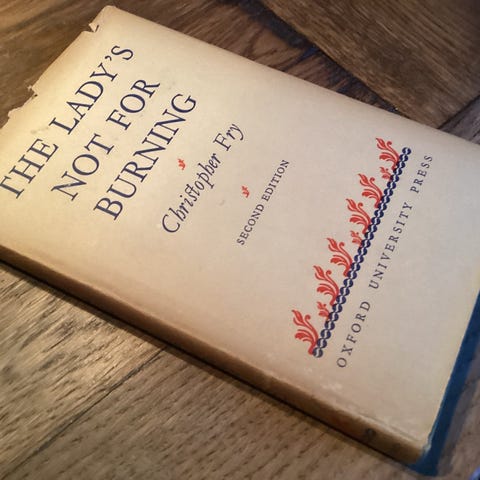 THE LADY'S
NOT FOR
BURNING
Christopher Fry
SECOND EDITION
OXFORD UNIVERSITY PRESS